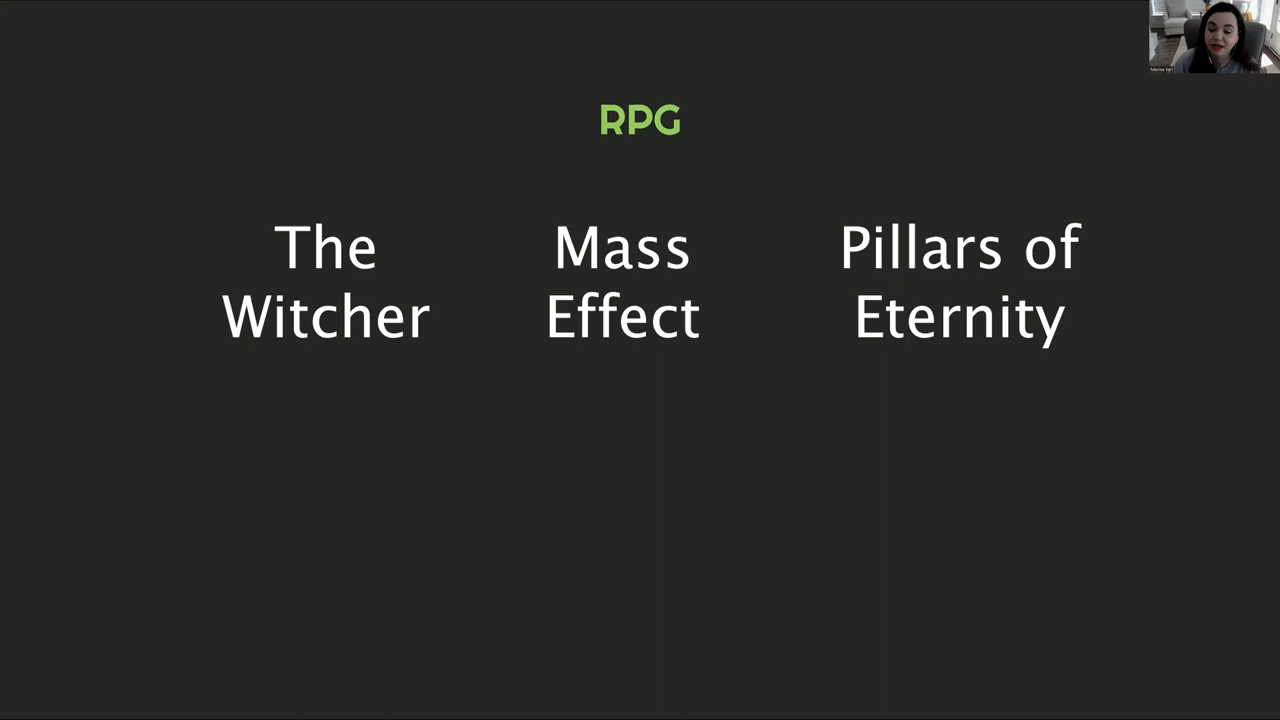 RPG
The
Witcher
Mass
Effect
Pillars of
Eternity